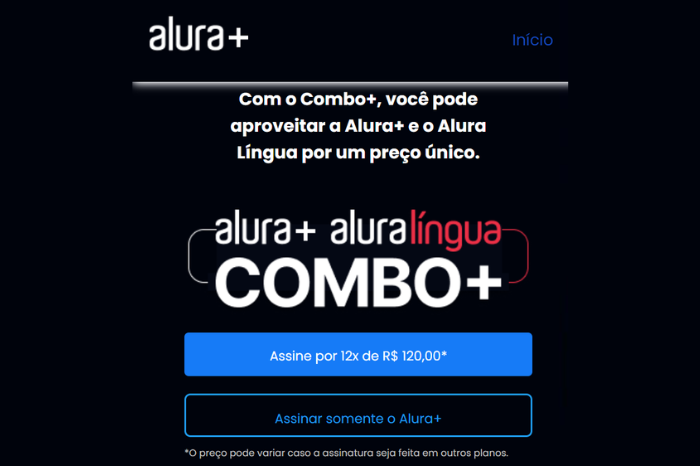 alura+
Início
Com o Combo+, você pode
aproveitar a Alura+ e o Alura
Língua por um preço único.
alura+ aluralíngua
COMBO+
Assine por 12x de R$ 120,00*
Assinar somente o Alura+
*O preço pode variar caso a assinatura seja feita em outros planos.